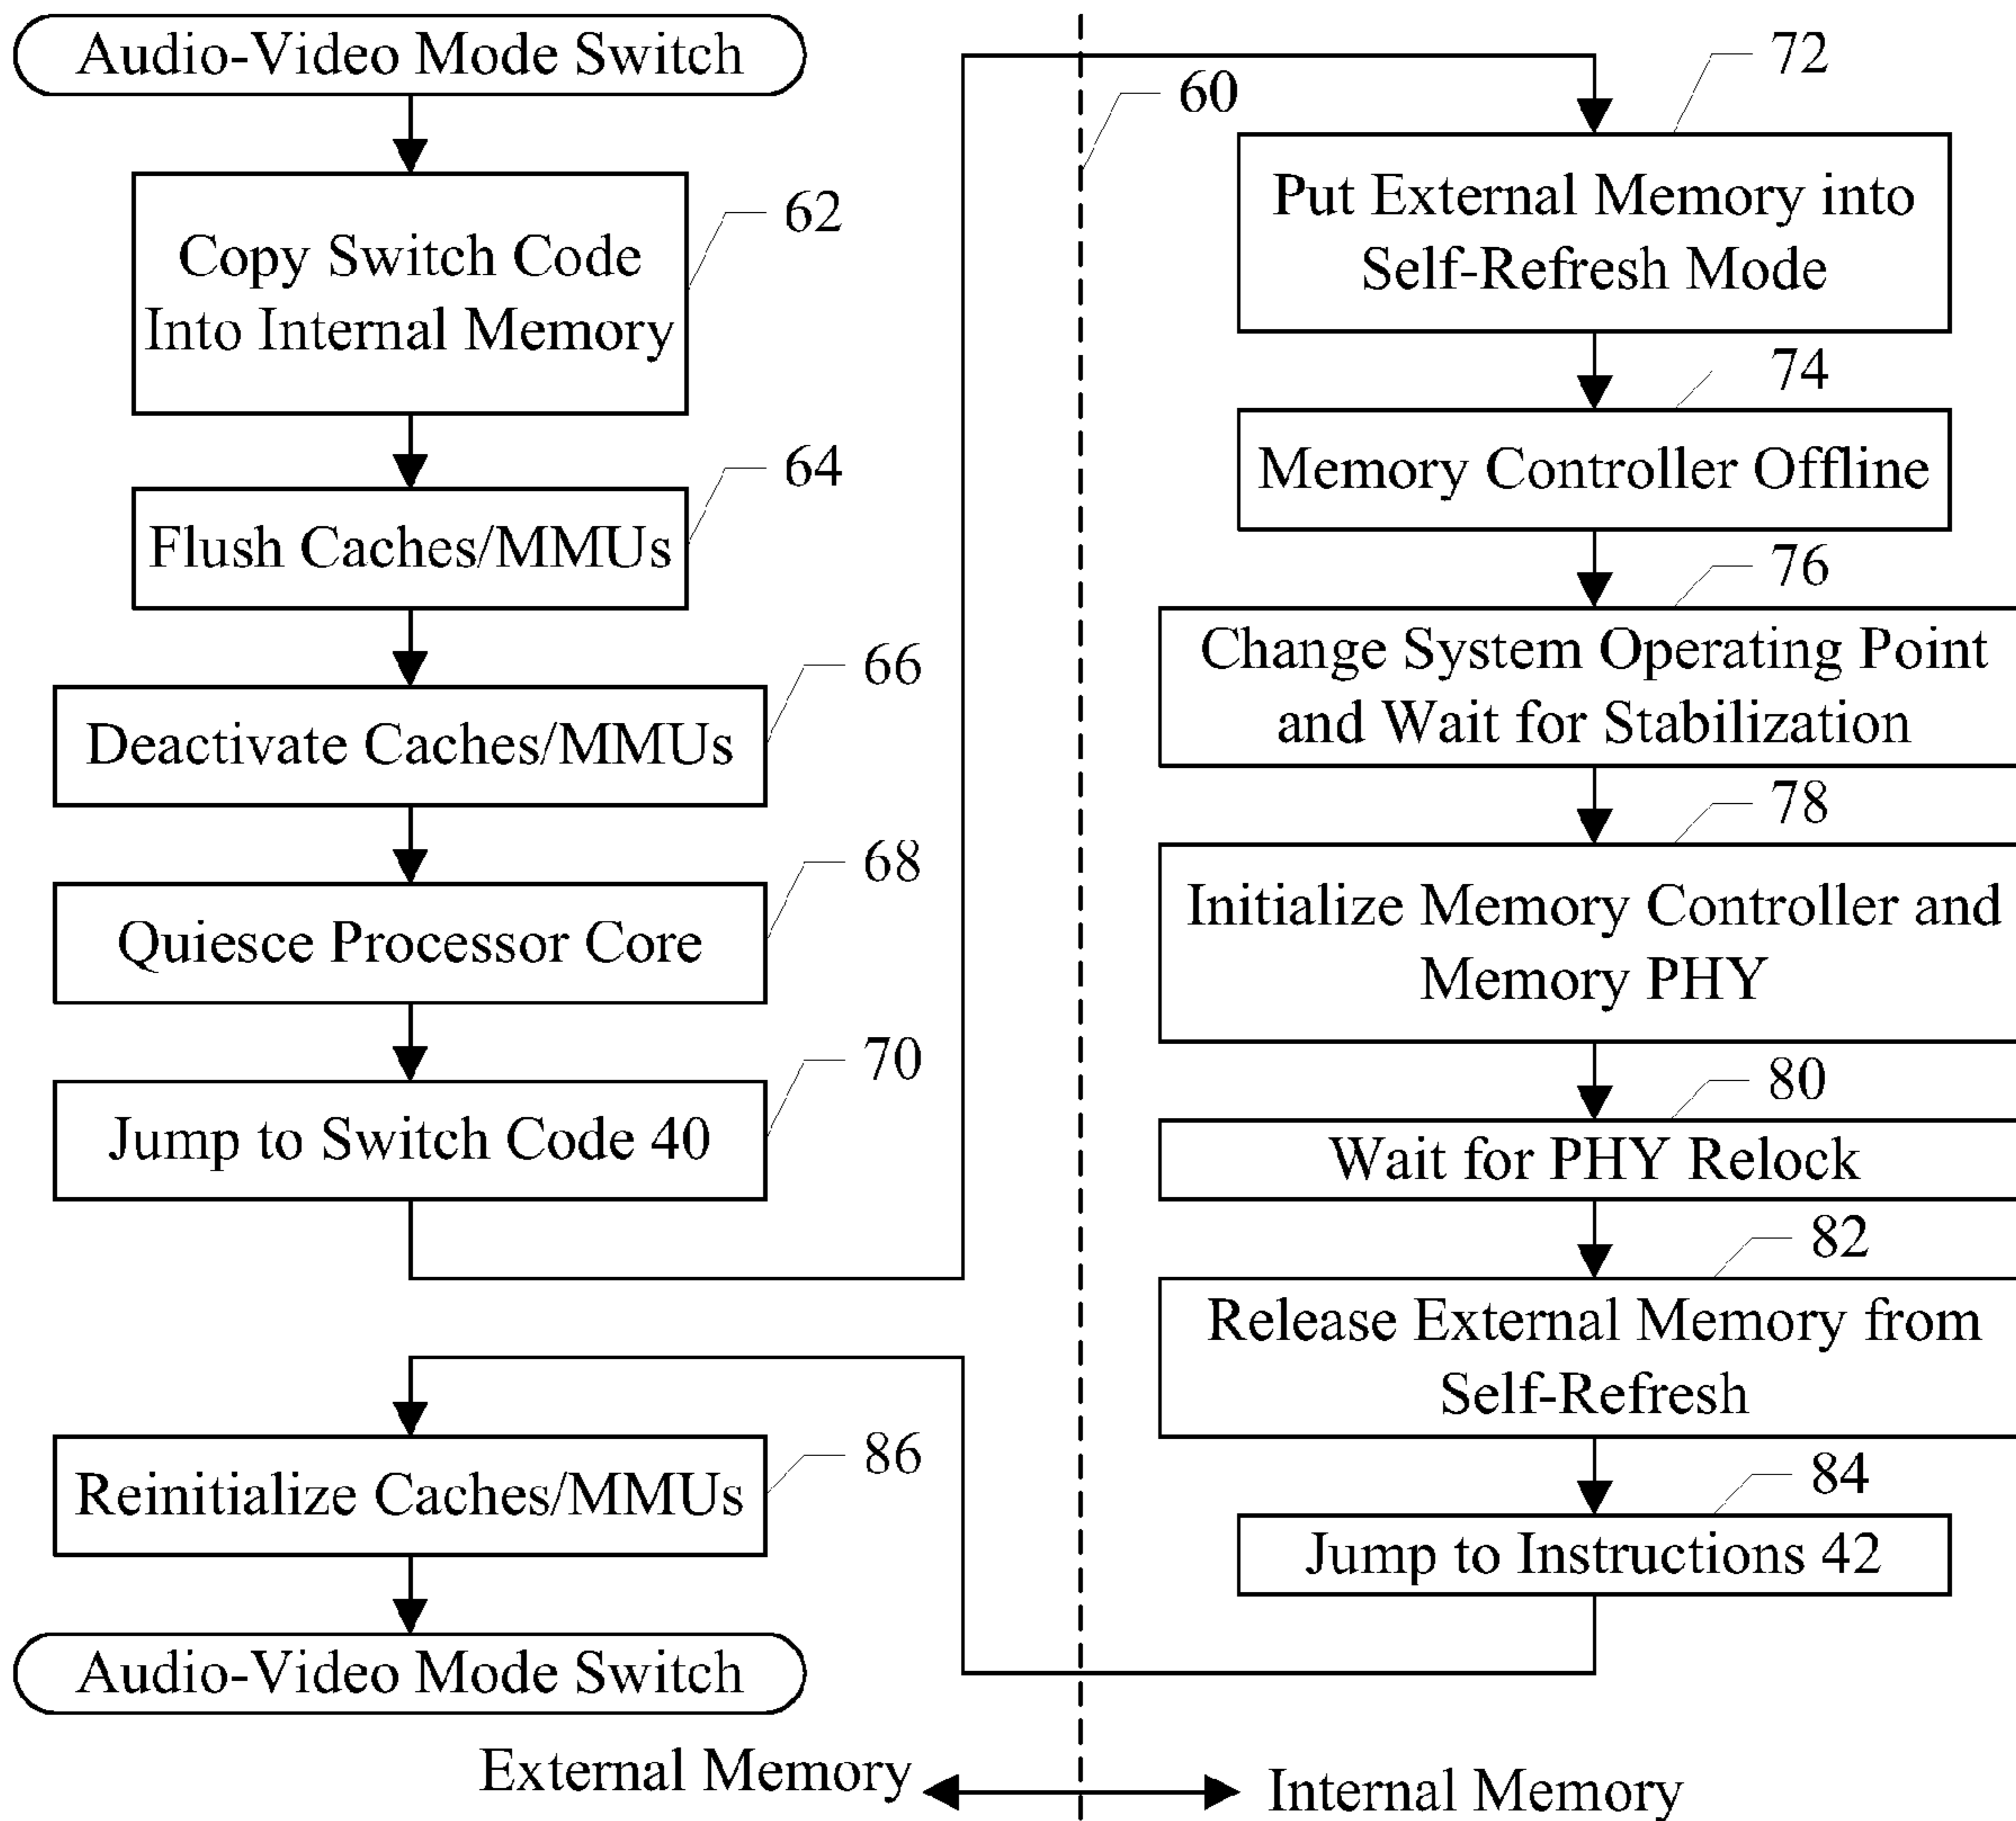 Audio-Video Mode Switch
62
Copy Switch Code
Into Internal Memory
64
Flush Caches/MMUs
66
Deactivate Caches/MMUs
68
Quiesce Processor Core
70
Jump to Switch Code 40
60
72
Put External Memory into
Self-Refresh Mode
74
Memory Controller Offline
76
Change System Operating Point
and Wait for Stabilization
78
Initialize Memory Controller and
Memory PHY
80
Wait for PHY Relock
82
Release External Memory from
Self-Refresh
84
Jump to Instructions 42
86
Reinitialize Caches/MMUs
Audio-Video Mode Switch
External Memory
Internal Memory